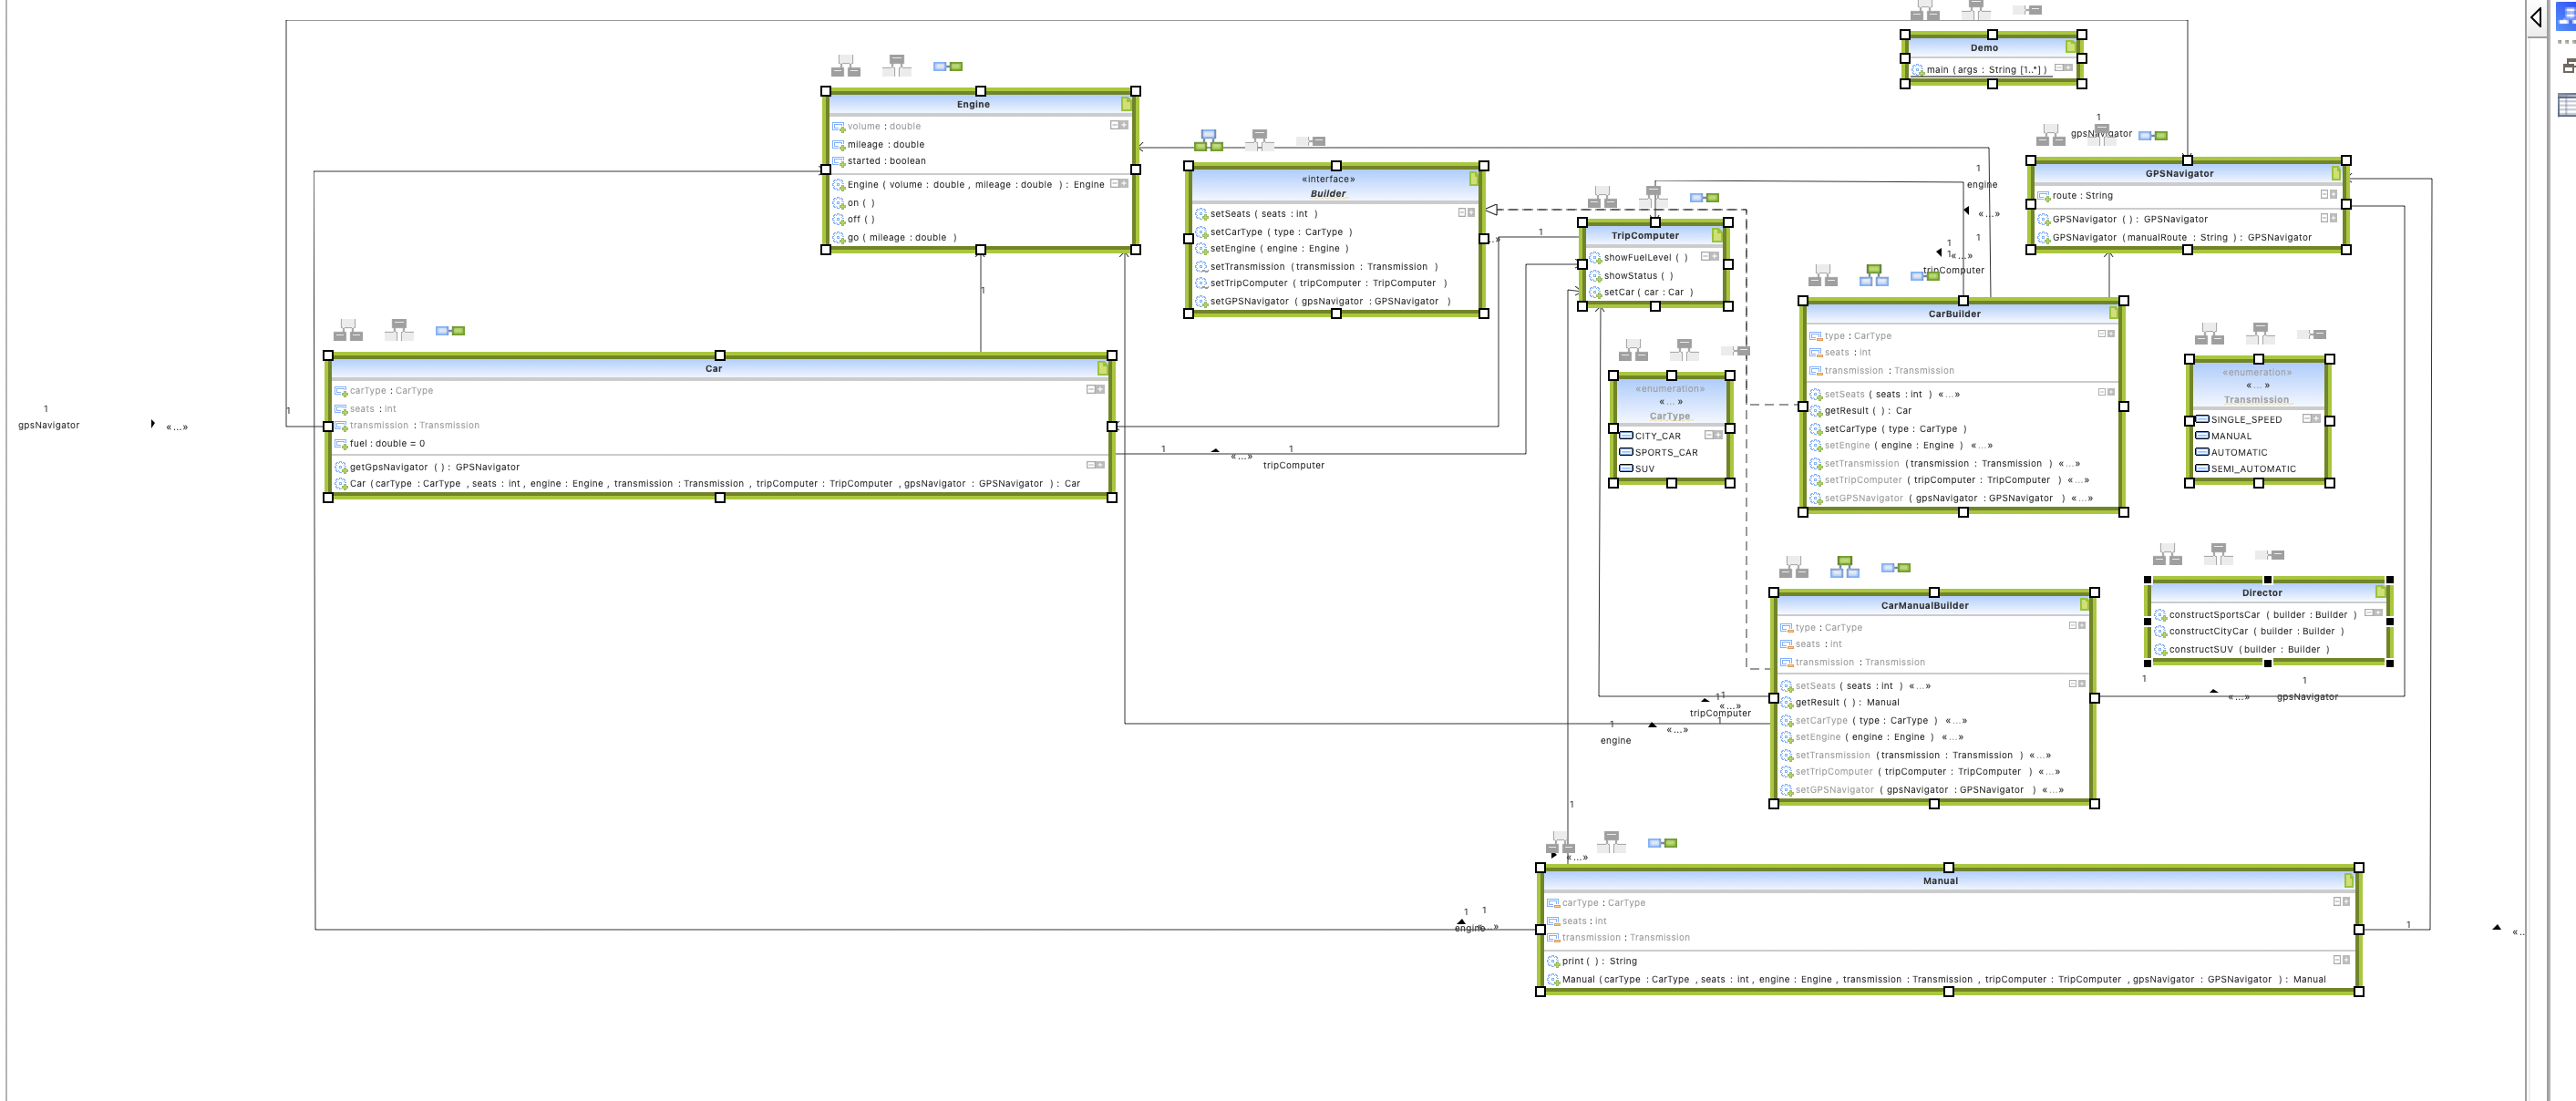 Demo
main (args : String [1..*] )
Engine
volume : double
mileage : double
started : boolean
Engine ( volume : double , mileage : double ) : Engine
on ( )
off ( )
go ( mileage : double )
«interface»
Builder
setSeats ( seats : int )
setCarType ( type : CarType )
setEngine ( engine : Engine )
setTransmission ( transmission : Transmission )
setTripComputer ( tripComputer : TripComputer )
setGPSNavigator ( gpsNavigator : GPSNavigator )
1
gpsNavigator
GPSNavigator
route : String
GPSNavigator ( ) : GPSNavigator
GPSNavigator (manualRoute : String ) : GPSNavigator
1
engine
«...»
1
1
1
«...»
tripComputer
1
TripComputer
showFuelLevel ( )
showStatus ( )
setCar ( car : Car )
1
CarBuilder
type : CarType
seats : int
transmission : Transmission
setSeats ( seats : int ) «...»
getResult ( ) : Car
setCarType ( type : CarType )
setEngine ( engine : Engine ) «...»
setTransmission (transmission : Transmission ) «...»
setTripComputer ( tripComputer : TripComputer ) «...»
setGPSNavigator ( gpsNavigator : GPSNavigator ) «...»
«enumeration»
«...»
CarType
CITY_CAR
SPORTS_CAR
SUV
«enumeration»
«...»
Transmission
SINGLE_SPEED
MANUAL
AUTOMATIC
SEMI_AUTOMATIC
Car
carType : CarType
seats : int
transmission : Transmission
fuel : double = 0
getGpsNavigator ( ) : GPSNavigator
Car (carType : CarType , seats : int , engine : Engine , transmission : Transmission , tripComputer : TripComputer , gpsNavigator : GPSNavigator ) : Car
1
gpsNavigator
«...»
1
1
«...»
1
tripComputer
CarManualBuilder
type : CarType
seats : int
transmission : Transmission
setSeats ( seats : int ) «...»
getResult ( ) : Manual
setCarType ( type : CarType ) «...»
setEngine ( engine : Engine ) «...»
setTransmission (transmission : Transmission ) «...»
setTripComputer ( tripComputer : TripComputer ) «...»
setGPSNavigator ( gpsNavigator : GPSNavigator ) «...»
Director
constructSportsCar ( builder : Builder )
constructCityCar ( builder : Builder )
constructSUV (builder : Builder )
1
«...»
1
gpsNavigator
1
«...»
tripComputer
1
1
engine
«...»
1
«...»
Manual
carType : CarType
seats : int
transmission : Transmission
print ( ) : String
Manual (carType : CarType , seats : int , engine : Engine , transmission : Transmission , tripComputer : TripComputer , gpsNavigator : GPSNavigator ) : Manual
1
1
engine
1